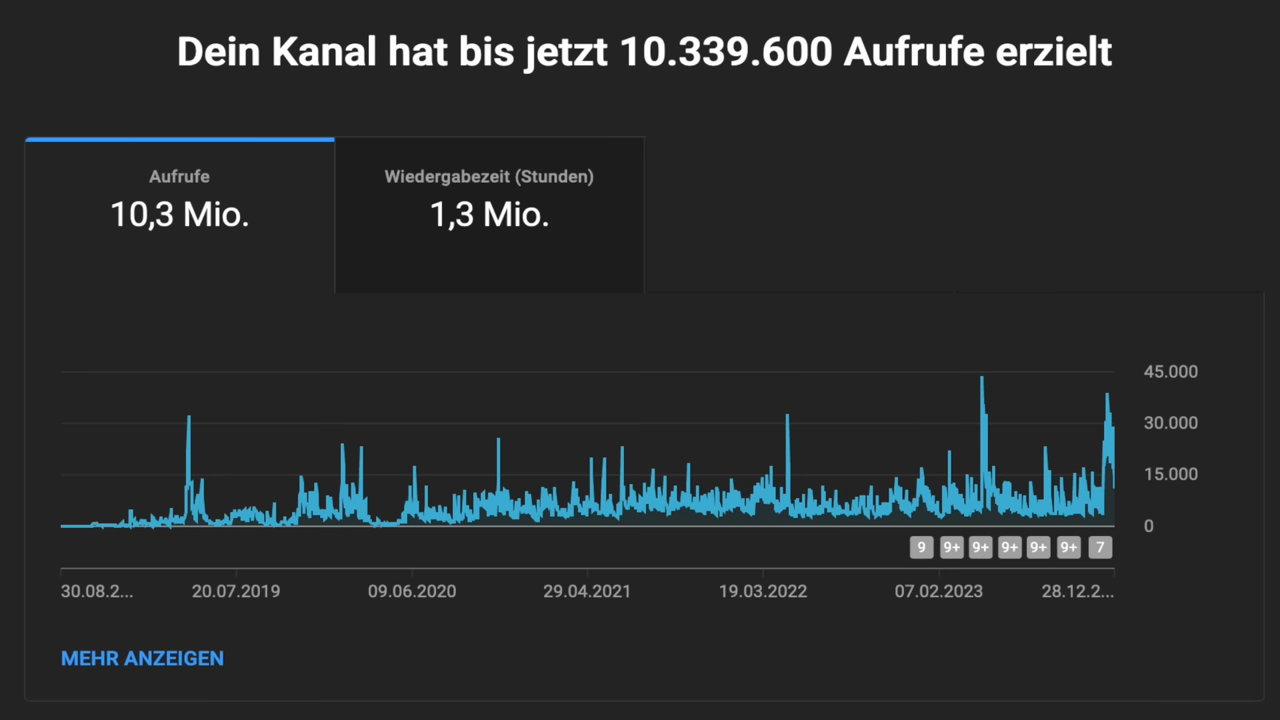 Dein Kanal hat bis jetzt 10.339.600 Aufrufe erzielt
Aufrufe
10,3 Mio.
Wiedergabezeit (Stunden)
1,3 Mio.
45.000
30.000
15.000
0
9 9+ 9+ 9+ 9+ 9+ 7
30.08.2... 20.07.2019 09.06.2020 29.04.2021 19.03.2022 07.02.2023 28.12.2...
MEHR ANZEIGEN